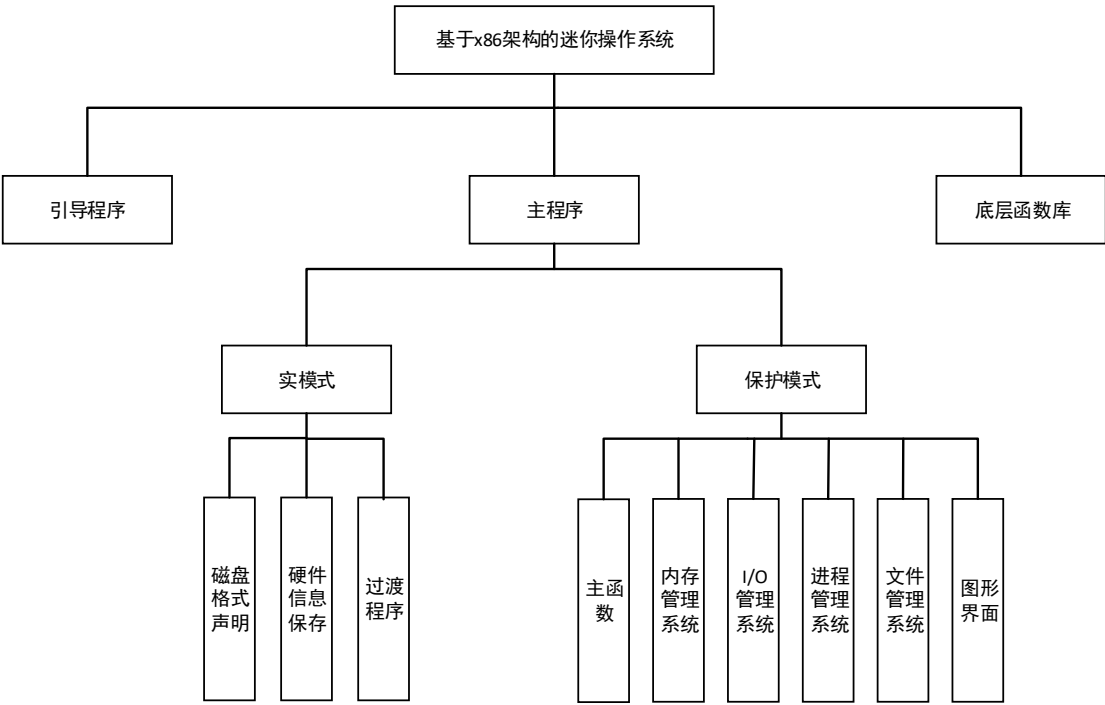 基于x86架构的迷你操作系统
引导程序
主程序
底层函数库
实模式
保护模式
磁盘
格式
声明
硬件
信息
保存
过渡
程序
主函
数
内存
管理
系统
I/O
管理
系统
进程
管理
系统
文件
管理
系统
图形
界面